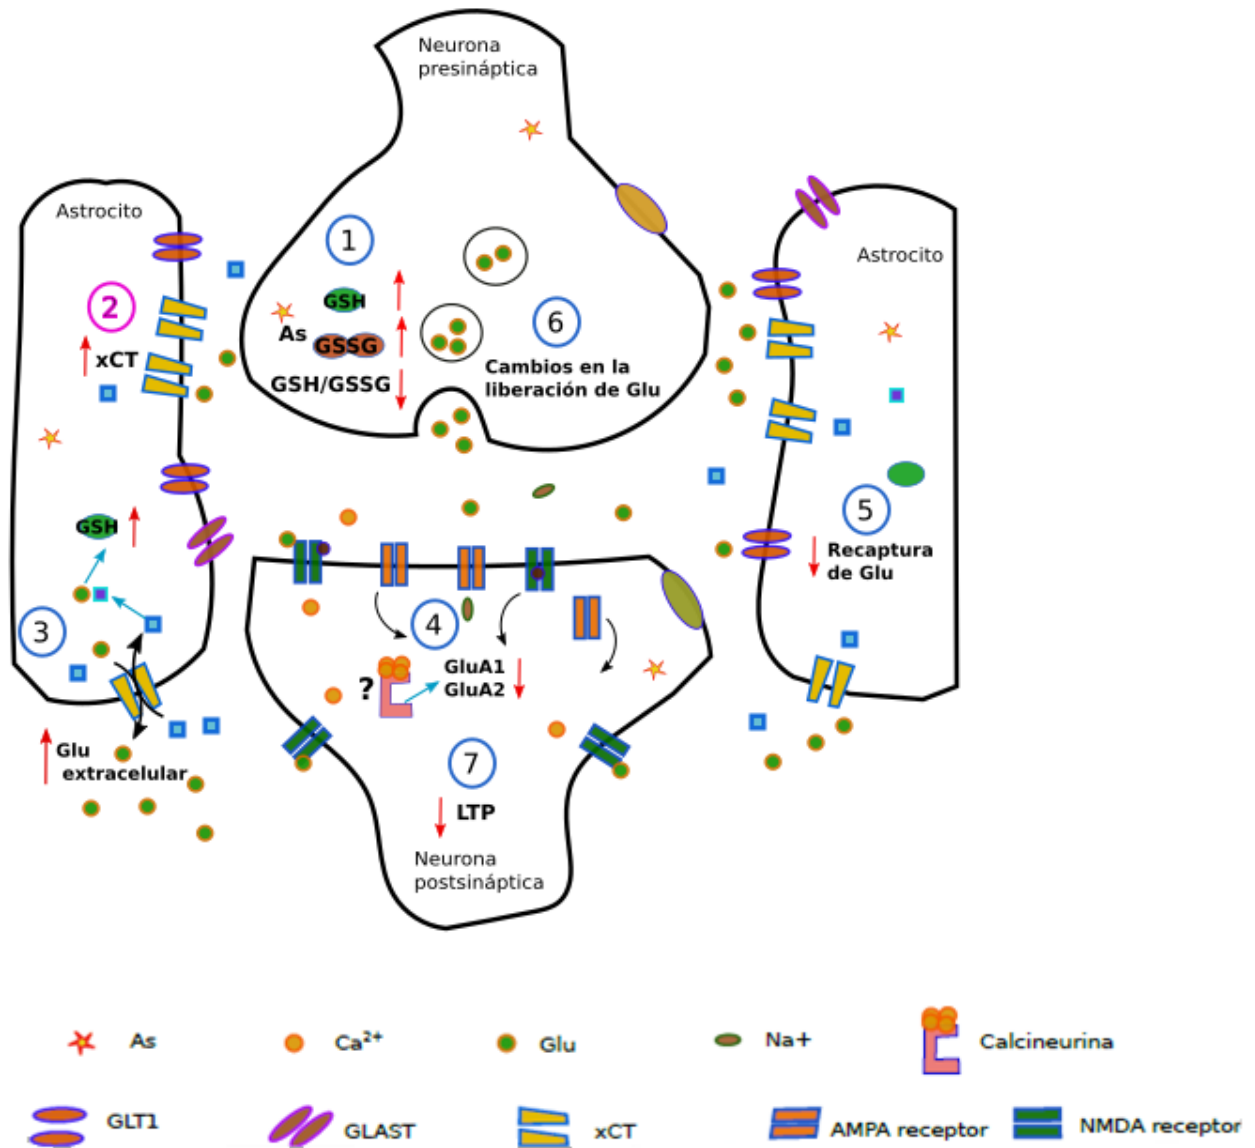 Neurona
presináptica
Astrocito
1
2
GSH
As
GSSG
xCT
GSH/GSSG
6
Cambios en la
liberación de Glu
Astrocito
GSH
3
5
Recaptura
de Glu
4
?
GluA1
GluA2
Glu
extracelular
7
LTP
Neurona
postsináptica
As
Ca²⁺
Glu
Na+
Calcineurina
GLT1
GLAST
xCT
AMPA receptor
NMDA receptor